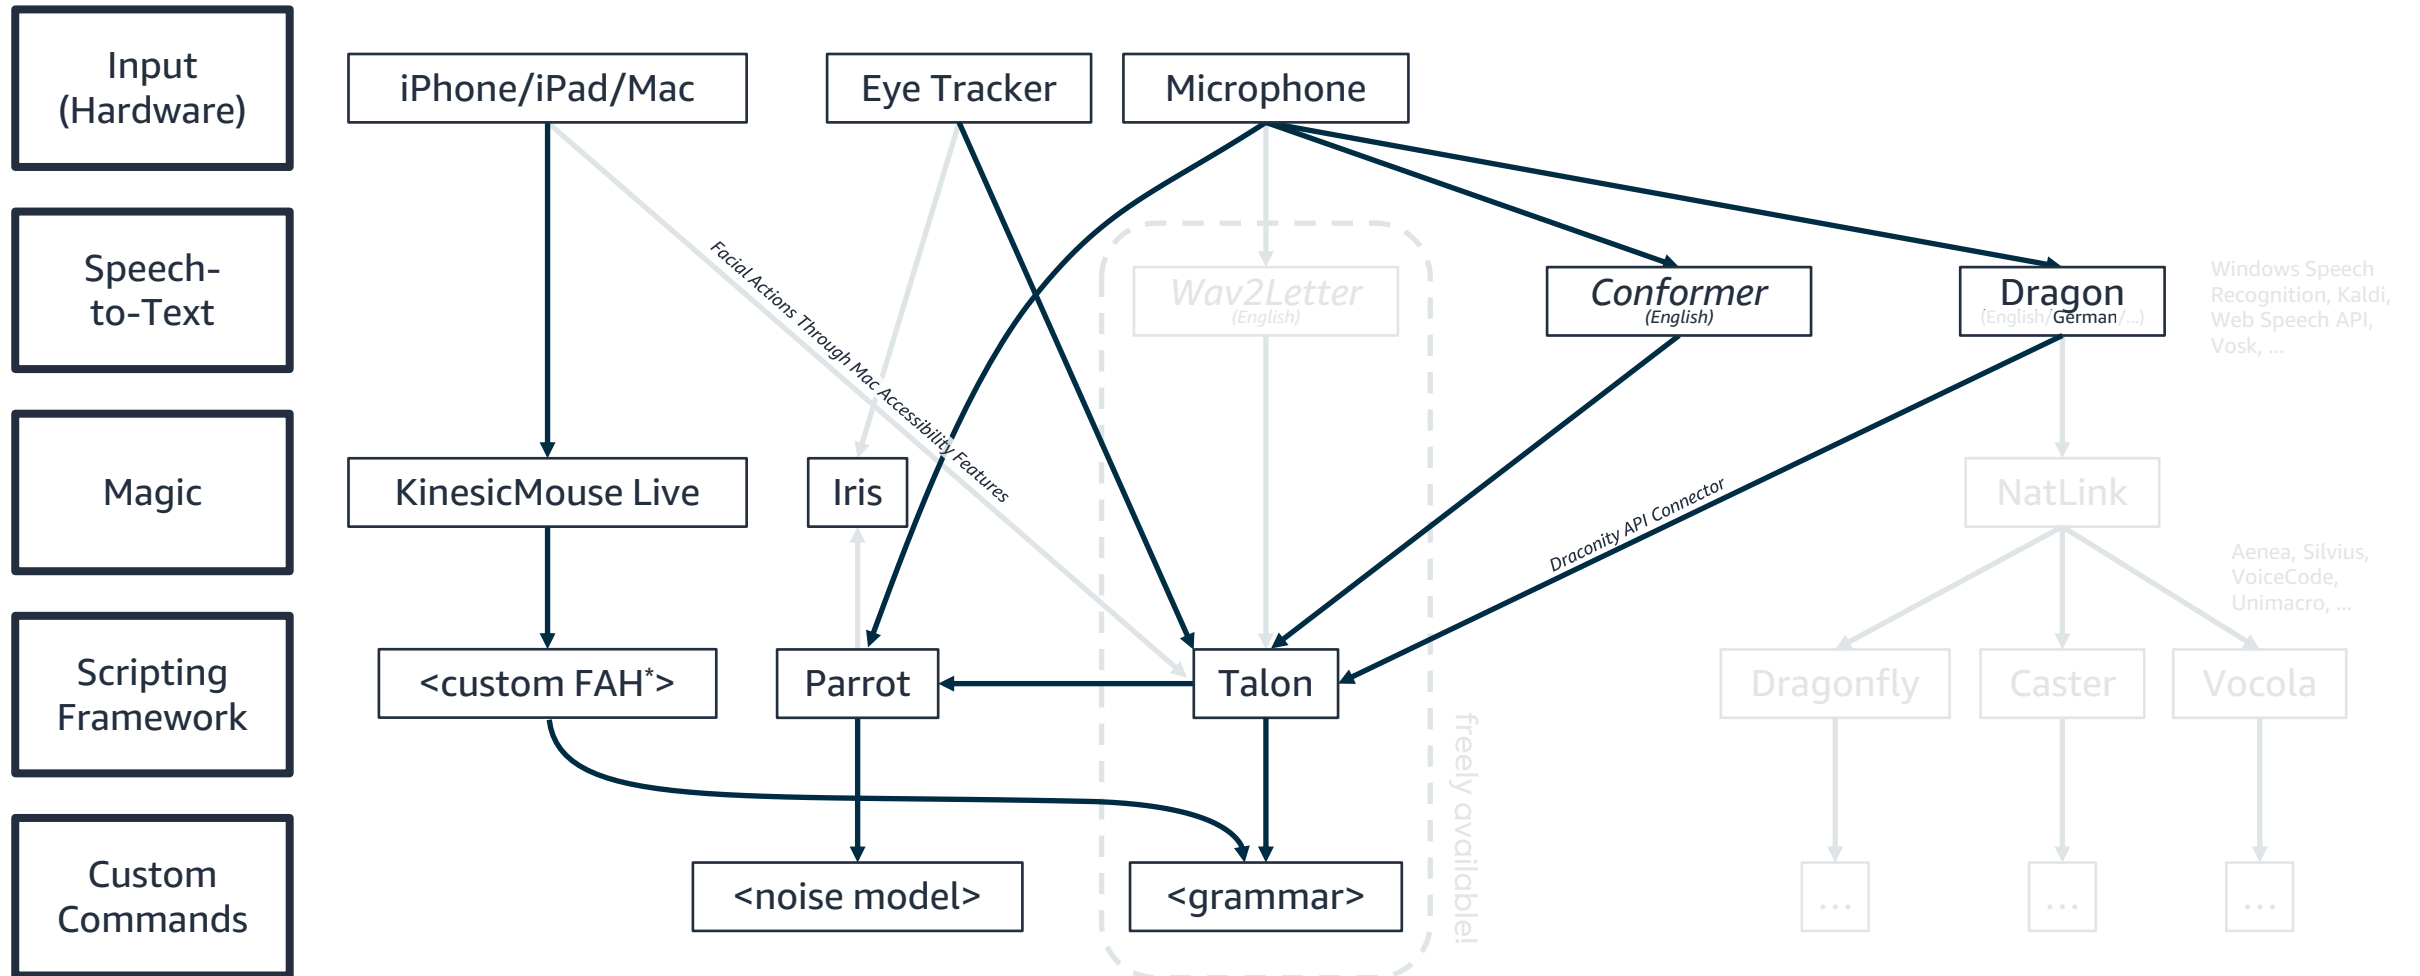 Input
(Hardware)
iPhone/iPad/Mac
Eye Tracker
Microphone
Speech-
to-Text
Facial Actions Through Mac Accessibility Features
Wav2Letter
(English)
Conformer
(English)
Dragon
(English/German/...)
Windows Speech
Recognition, Kaldi,
Web Speech API,
Vosk, ...
Magic
KinesicMouse Live
Iris
Draconity API Connector
NatLink
Aenea, Silvius,
VoiceCode,
Unimacro, ...
Scripting
Framework
<custom FAH*>
Parrot
Talon
Dragonfly
Caster
Vocola
freely available!
Custom
Commands
<noise model>
<grammar>
...
...
...